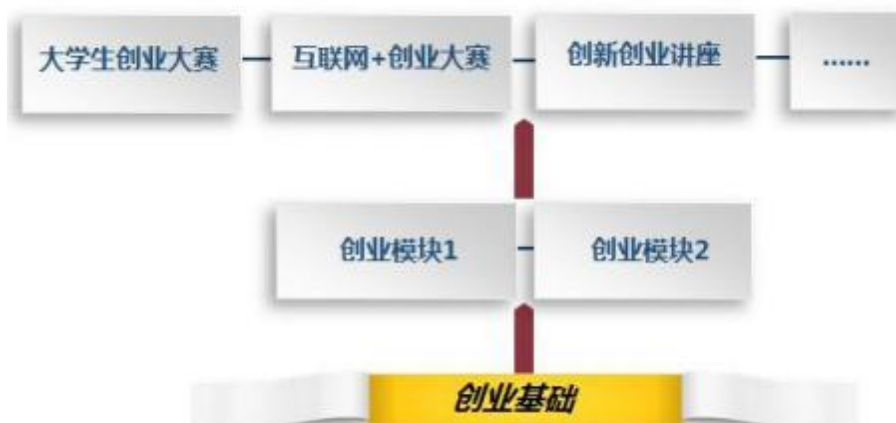 大学生创业大赛
互联网+创业大赛
创新创业讲座
......
创业模块1
创业模块2
创业基础